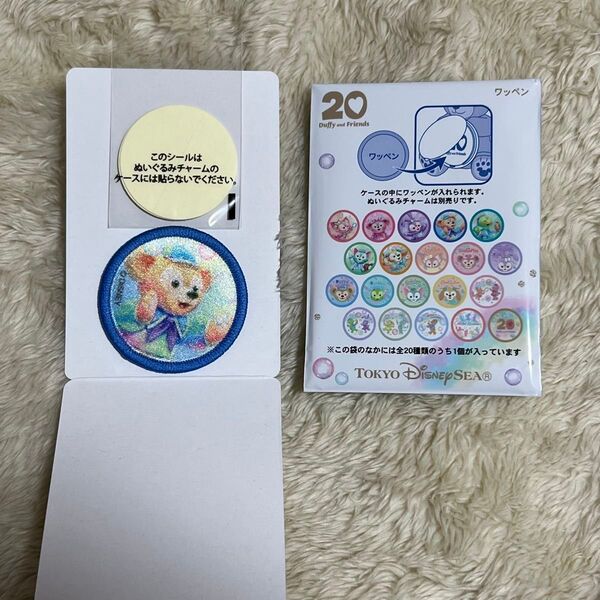 このシールは
ぬいぐるみチャームの
ケースには貼らないでください。
ワッペン
20
Duffy and Friends
ワッペン
ケースの中にワッペンが入れられます。
ぬいぐるみチャームは別売りです。
20
※この袋のなかには全20種類のうち1個が入っています
TOKYO DISNEYSEA®